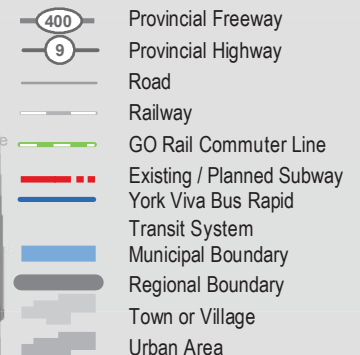 400 Provincial Freeway
9 Provincial Highway
Road
Railway
e
GO Rail Commuter Line
Existing / Planned Subway
York Viva Bus Rapid
Transit System
Municipal Boundary
Regional Boundary
Town or Village
Urban Area